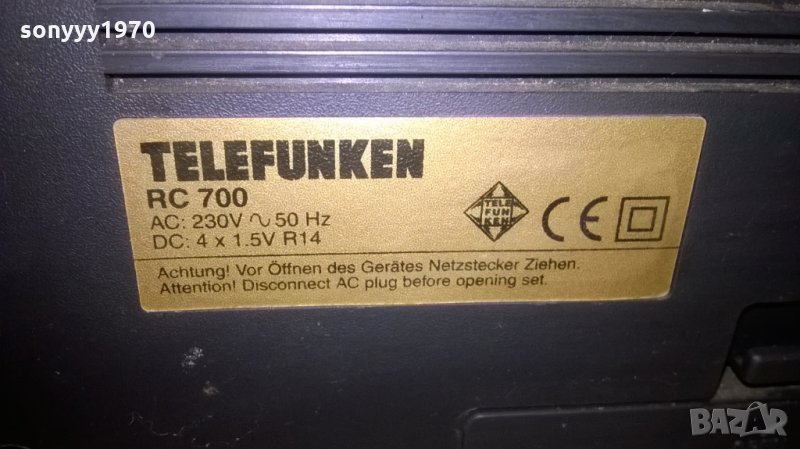 sonyyy1970
TELEFUNKEN
RC 700
AC: 230V ∿ 50 Hz
DC: 4 x 1.5V R14
TELE
FUN
KEN
CE
Achtung! Vor Öffnen des Gerätes Netzstecker Ziehen.
Attention! Disconnect AC plug before opening set.
BAZAR